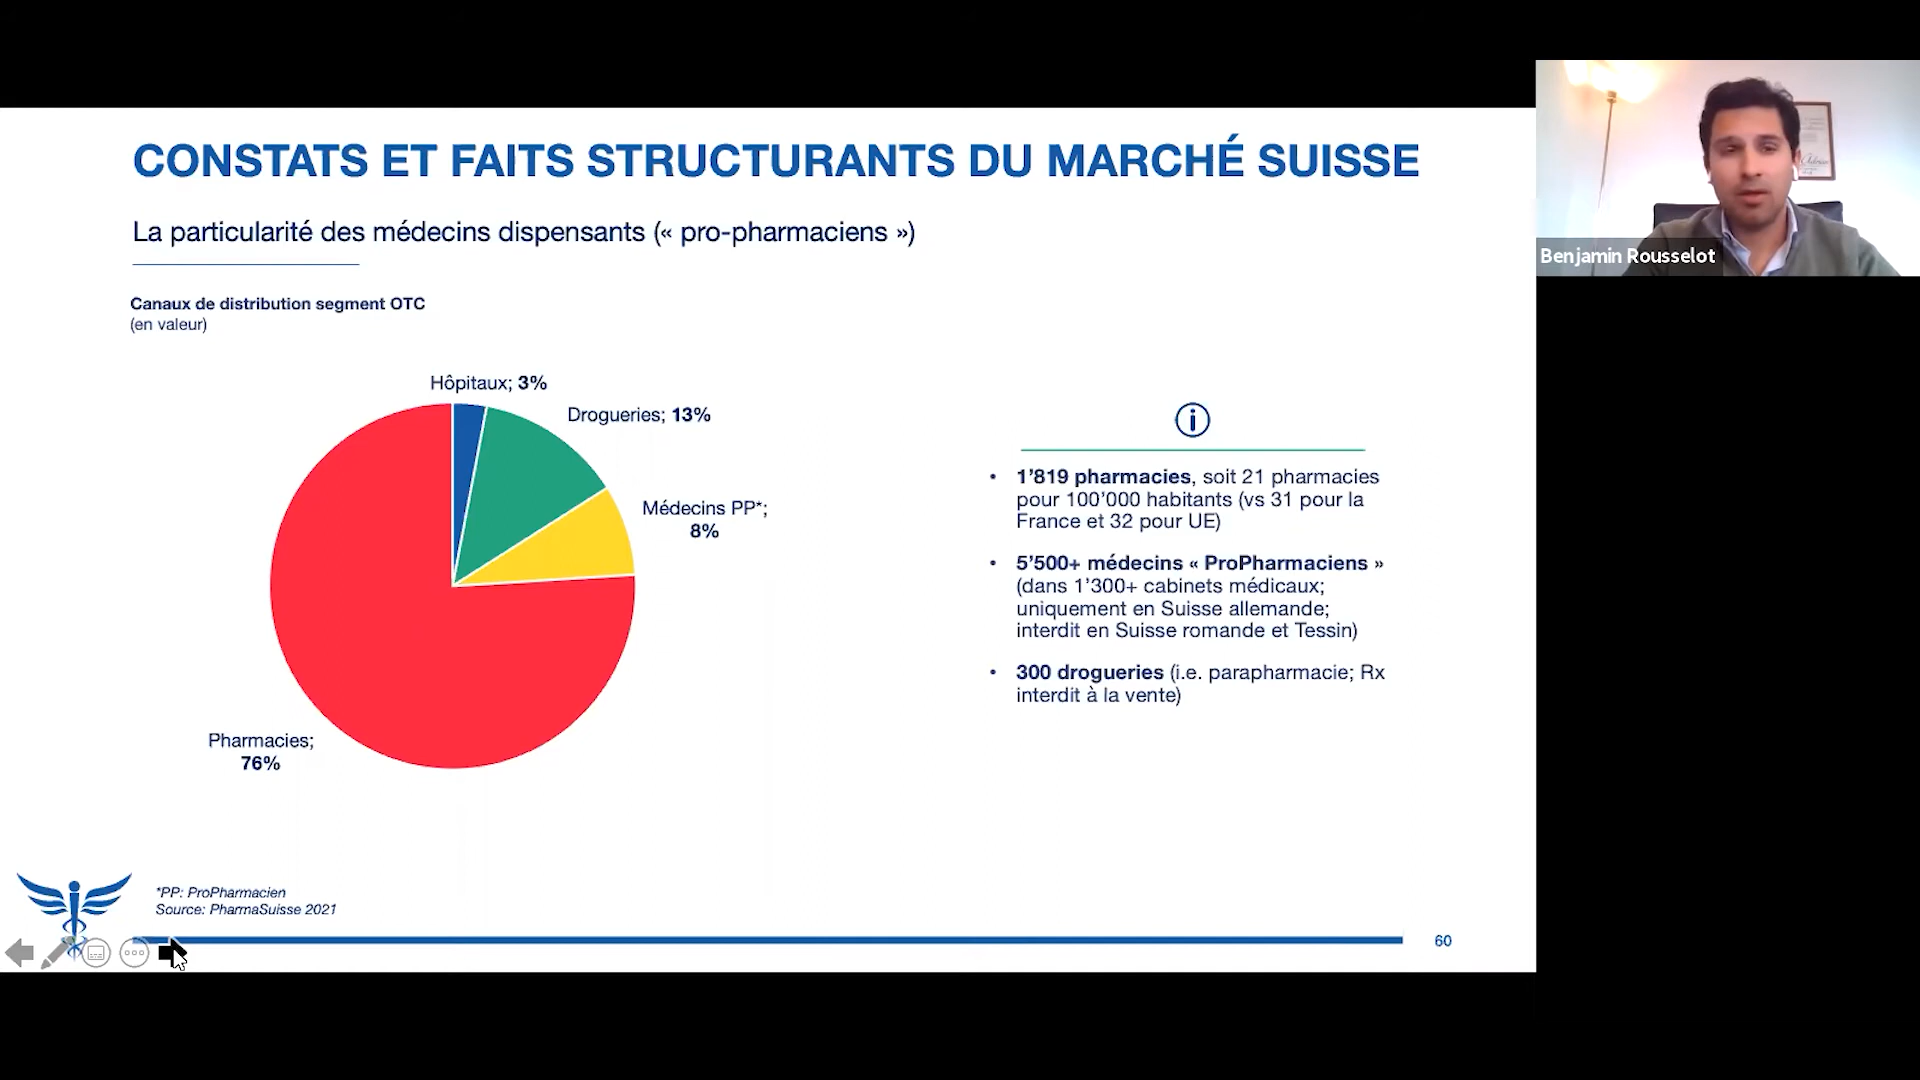 CONSTATS ET FAITS STRUCTURANTS DU MARCHÉ SUISSE
La particularité des médecins dispensants (« pro-pharmaciens »)
Canaux de distribution segment OTC
(en valeur)
Hôpitaux; 3%
Drogueries; 13%
Médecins PP*;
8%
Pharmacies;
76%
• 1’819 pharmacies, soit 21 pharmacies
pour 100’000 habitants (vs 31 pour la
France et 32 pour UE)
• 5’500+ médecins « ProPharmaciens »
(dans 1’300+ cabinets médicaux;
uniquement en Suisse allemande;
interdit en Suisse romande et Tessin)
• 300 drogueries (i.e. parapharmacie; Rx
interdit à la vente)
*PP: ProPharmacien
Source: PharmaSuisse 2021
60
Benjamin Rousselot